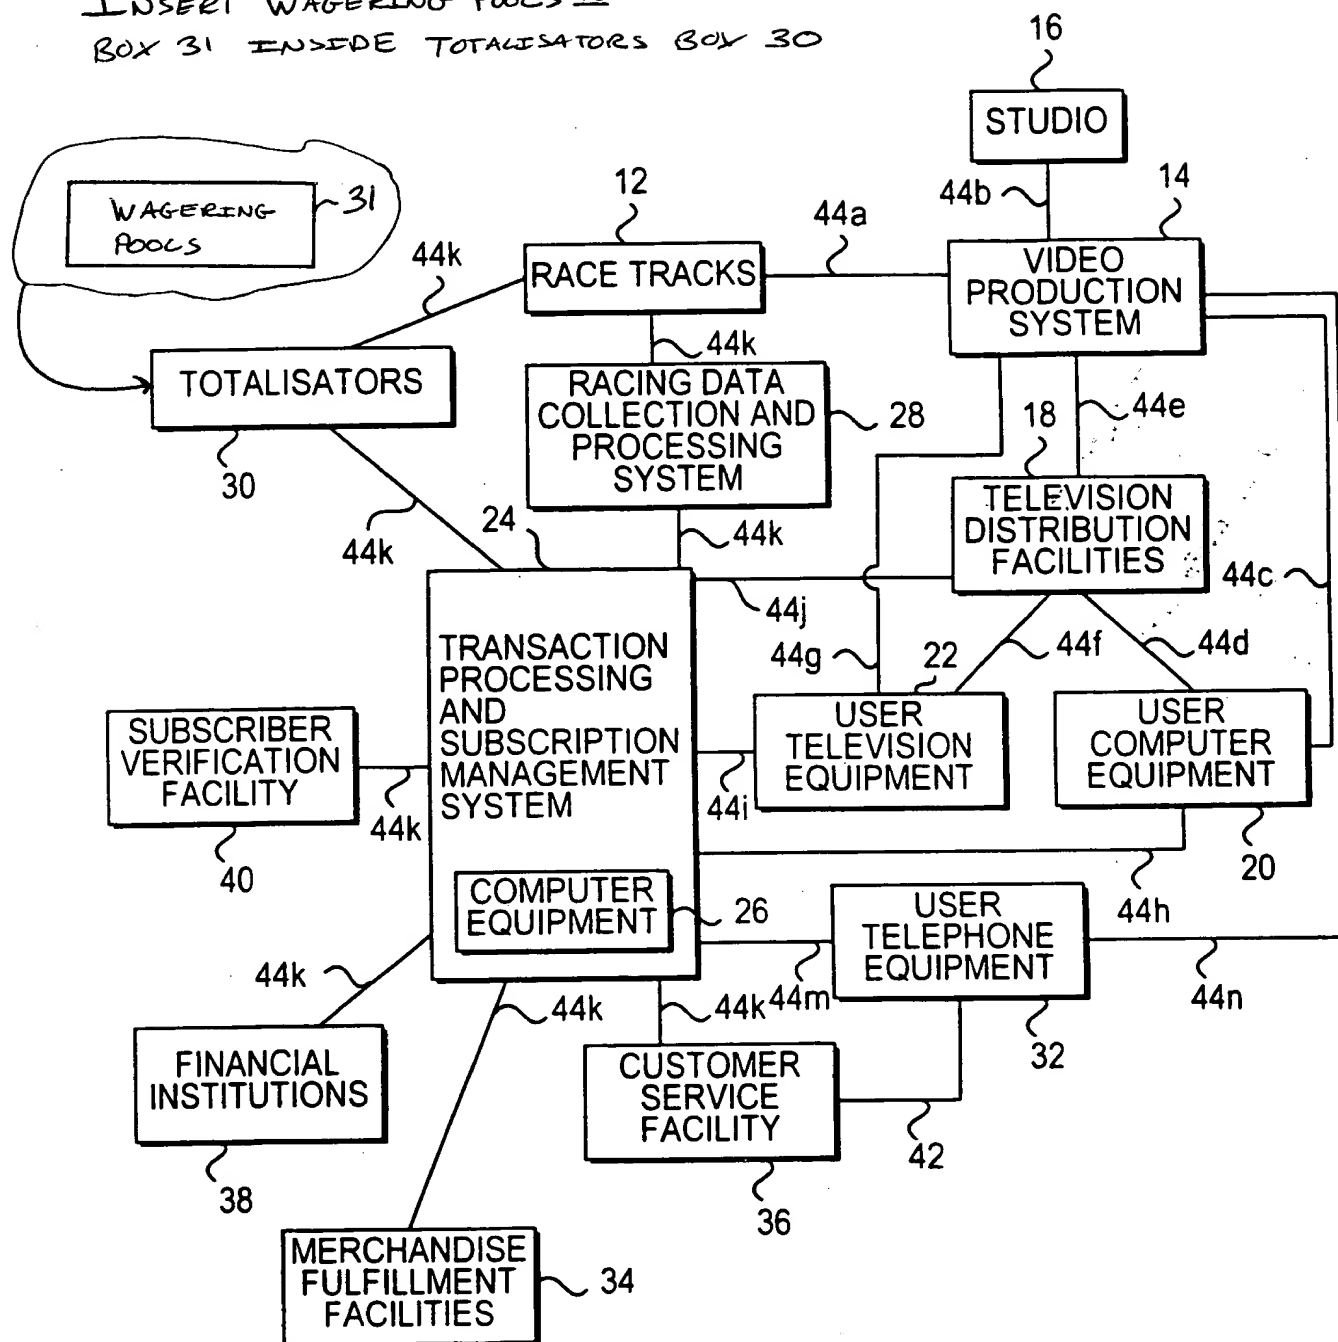 INSERT WAGERING POOLS IN
BOX 31 INSIDE TOTALISATORS BOX 30
16
STUDIO
WAGERING
POOLS
31
12
44b
14
44a
44k
RACE TRACKS
VIDEO
PRODUCTION
SYSTEM
44k
TOTALISATORS
RACING DATA
COLLECTION AND
PROCESSING
SYSTEM
28
18
44e
30
24
44k
44k
TELEVISION
DISTRIBUTION
FACILITIES
44c
44j
TRANSACTION
PROCESSING
AND
SUBSCRIPTION
MANAGEMENT
SYSTEM
44g
22
44f
44d
SUBSCRIBER
VERIFICATION
FACILITY
USER
TELEVISION
EQUIPMENT
USER
COMPUTER
EQUIPMENT
44k
44i
40
20
COMPUTER
EQUIPMENT
26
USER
TELEPHONE
EQUIPMENT
44h
44k
44k
44k
44m
44n
32
FINANCIAL
INSTITUTIONS
CUSTOMER
SERVICE
FACILITY
42
38
36
MERCHANDISE
FULFILLMENT
FACILITIES
34